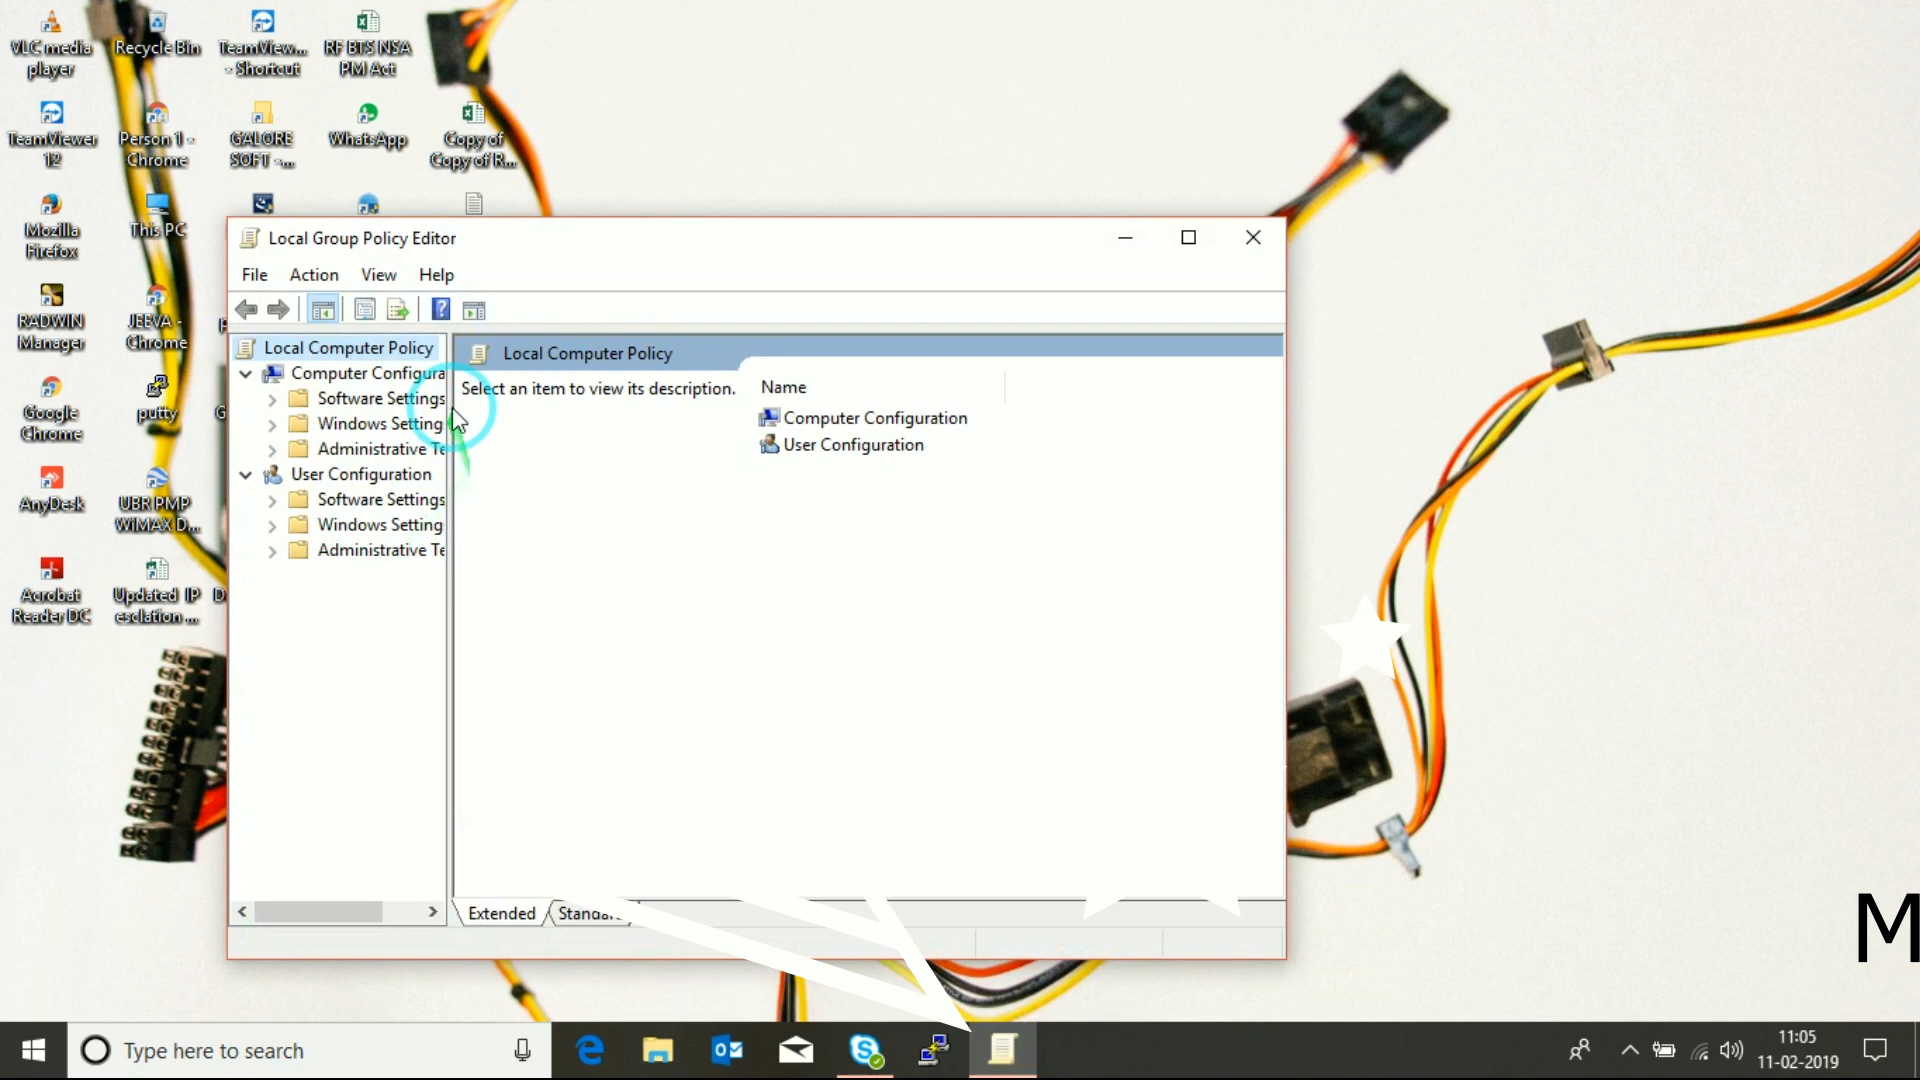 VLC media
player
Recycle Bin
TeamView...
- Shortcut
RF BTS NSA
PM Act
TeamViewer
12
Person 1 -
Chrome
GALORE
SOFT -...
WhatsApp
Copy of
Copy of R...
Mozilla
Firefox
This PC
RADWIN
Manager
JEEVA -
Chrome
Google
Chrome
putty
G
AnyDesk
UBR PMP
WiMAX D...
Acrobat
Reader DC
Updated IP
esclation ...
D
Local Group Policy Editor
File Action View Help
Local Computer Policy
Computer Configura
Software Settings
Windows Setting
Administrative Te
User Configuration
Software Settings
Windows Setting
Administrative Te
Local Computer Policy
Select an item to view its description.
Name
Computer Configuration
User Configuration
Extended
Standard
M
Type here to search
11:05
11-02-2019